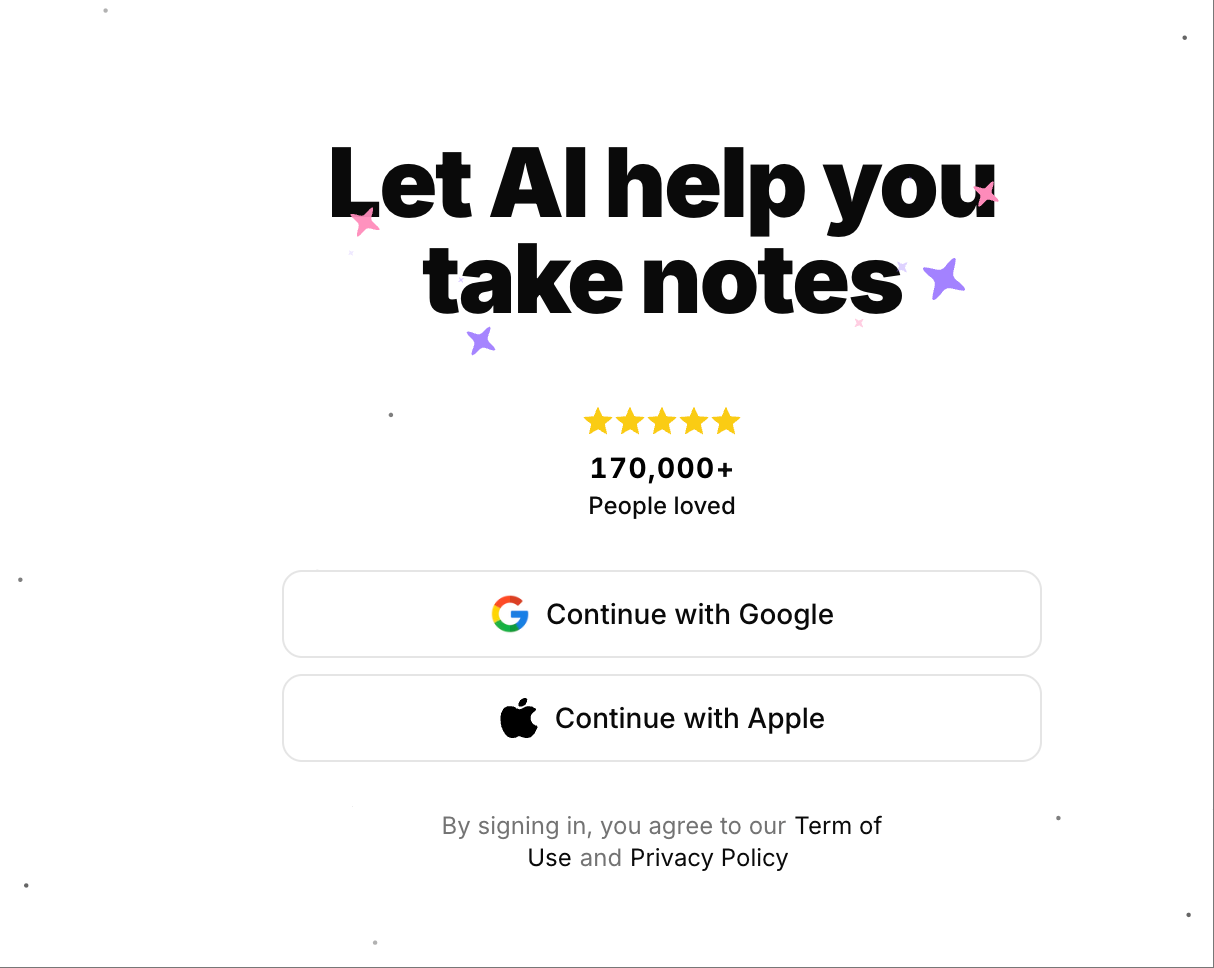 Let AI help you
take notes
170,000+
People loved
Continue with Google
Continue with Apple
By signing in, you agree to our Term of
Use and Privacy Policy